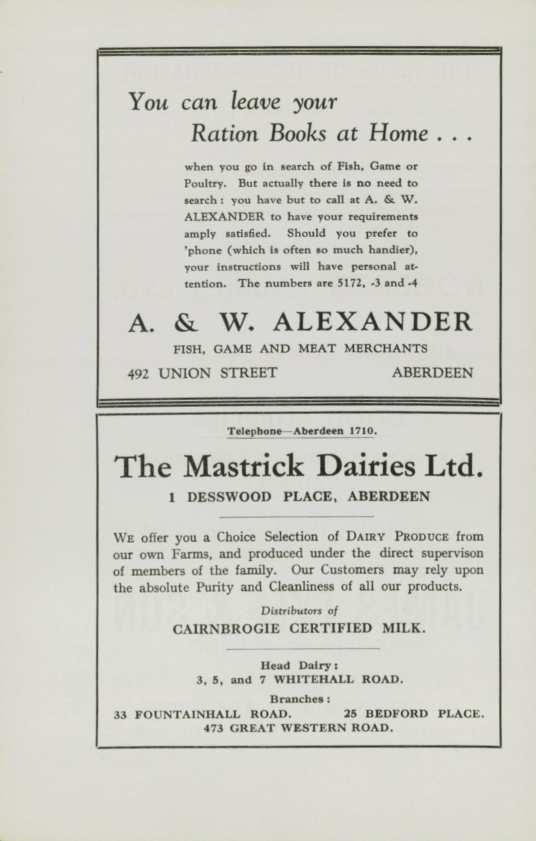 You can leave your
Ration Books at Home . . .
when you go in search of Fish, Game or
Poultry. But actually there is no need to
search : you have but to call at A. & W.
ALEXANDER to have your requirements
amply satisfied. Should you prefer to
'phone (which is often so much handier),
your instructions will have personal at-
tention. The numbers are 5172, -3 and -4
A. & W. ALEXANDER
FISH, GAME AND MEAT MERCHANTS
492 UNION STREET ABERDEEN
Telephone—Aberdeen 1710.
The Mastrick Dairies Ltd.
1 DESSWOOD PLACE, ABERDEEN
WE offer you a Choice Selection of DAIRY PRODUCE from
our own Farms, and produced under the direct supervison
of members of the family. Our Customers may rely upon
the absolute Purity and Cleanliness of all our products.
Distributors of
CAIRNBROGIE CERTIFIED MILK.
Head Dairy :
3, 5, and 7 WHITEHALL ROAD.
Branches :
33 FOUNTAINHALL ROAD. 25 BEDFORD PLACE.
473 GREAT WESTERN ROAD.